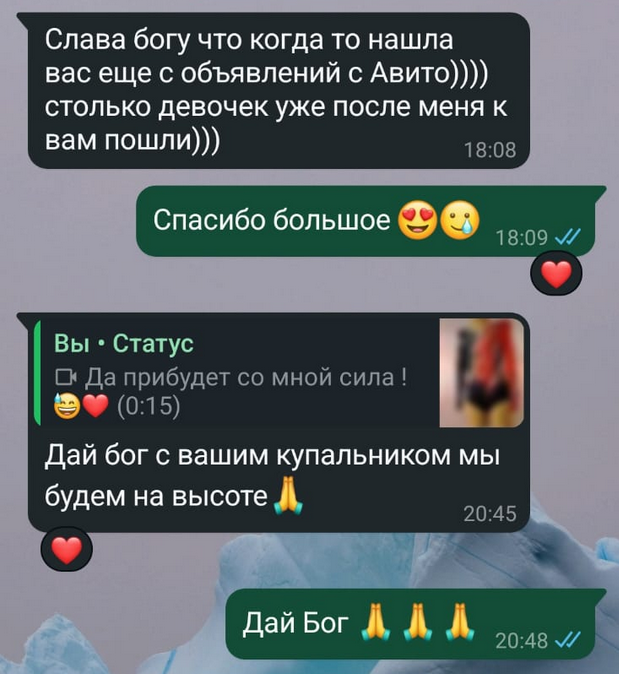 Слава богу что когда то нашла
вас еще с объявлений с Авито))))
столько девочек уже после меня к
вам пошли)))
18:08
Спасибо большое 😍🥲
18:09
❤️
Вы • Статус
Да прибудет со мной сила !
😅❤️ (0:15)
Дай бог с вашим купальником мы
будем на высоте🙏
20:45
❤️
Дай Бог 🙏 🙏 🙏
20:48